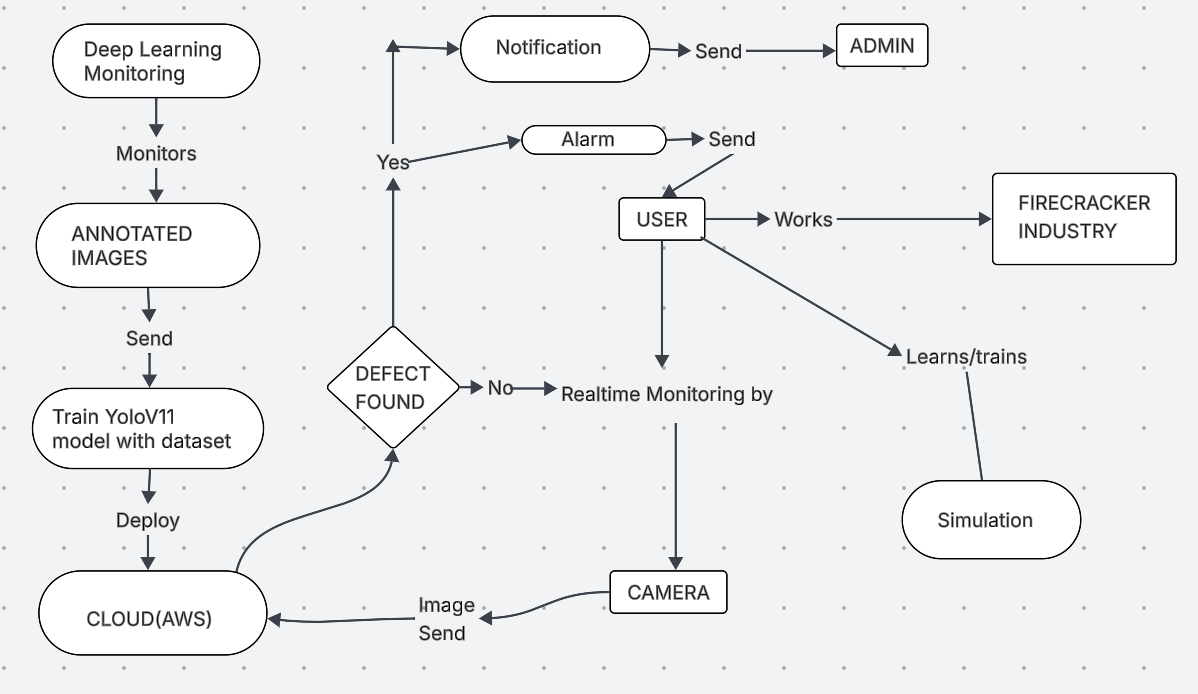 Deep Learning
Monitoring
Monitors
ANNOTATED
IMAGES
Send
Train YoloV11
model with dataset
Deploy
CLOUD(AWS)
DEFECT
FOUND
Yes
No
Notification
Send
ADMIN
Alarm
Send
USER
Works
FIRECRACKER
INDUSTRY
Learns/trains
Simulation
Realtime Monitoring by
CAMERA
Image
Send